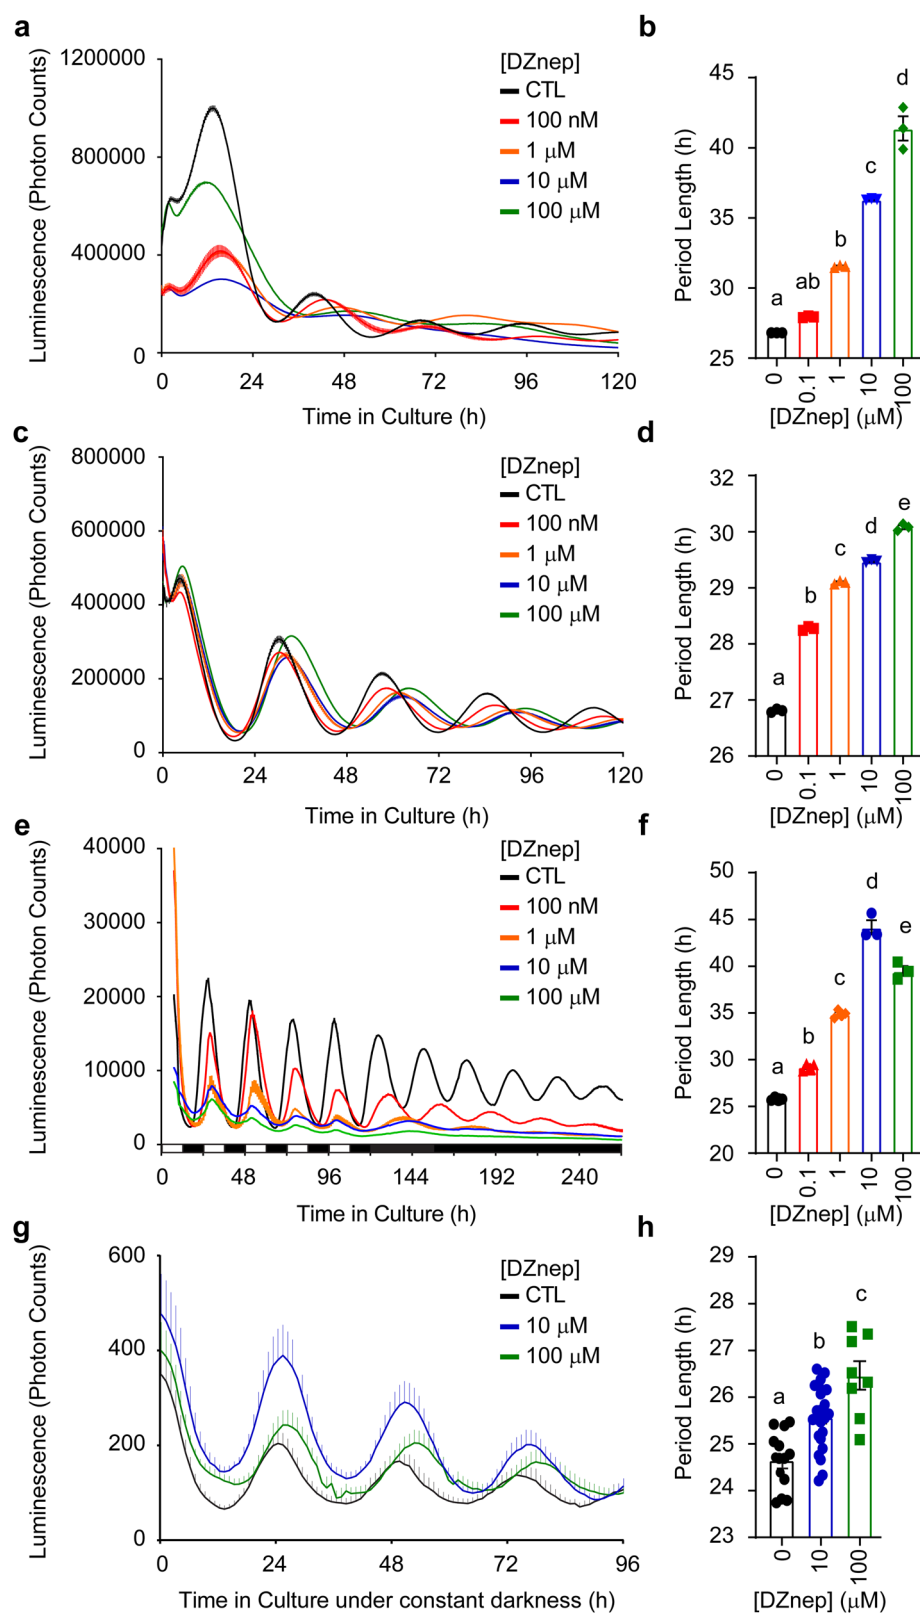 a
Luminescence (Photon Counts)
1200000
800000
400000
0
0 24 48 72 96 120
Time in Culture (h)
[DZnep]
CTL
100 nM
1 μM
10 μM
100 μM
b
Period Length (h)
45
40
35
30
25
a
ab
b
c
d
0 0.1 1 10 100
[DZnep] (μM)
c
Luminescence (Photon Counts)
800000
600000
400000
200000
0
0 24 48 72 96 120
Time in Culture (h)
[DZnep]
CTL
100 nM
1 μM
10 μM
100 μM
d
Period Length (h)
32
30
29
28
27
26
a
b
c
d
e
0 0.1 1 10 100
[DZnep] (μM)
e
Luminescence (Photon Counts)
40000
30000
20000
10000
0
0 48 96 144 192 240
Time in Culture (h)
[DZnep]
CTL
100 nM
1 μM
10 μM
100 μM
f
Period Length (h)
50
45
40
35
30
25
20
a
b
c
d
e
0 0.1 1 10 100
[DZnep] (μM)
g
Luminescence (Photon Counts)
600
400
200
0
0 24 48 72 96
Time in Culture under constant darkness (h)
[DZnep]
CTL
10 μM
100 μM
h
Period Length (h)
29
28
27
26
25
24
23
a
b
c
0 10 100
[DZnep] (μM)